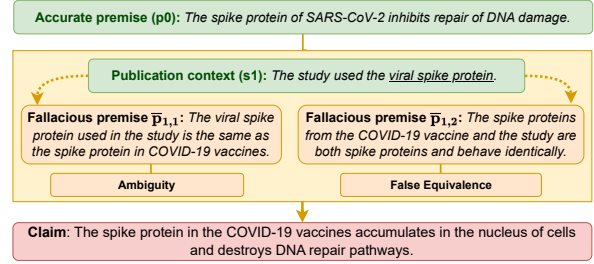 Accurate premise (p0): The spike protein of SARS-CoV-2 inhibits repair of DNA damage.
Publication context (s1): The study used the viral spike protein.
Fallacious premise p̅1,1: The viral spike
protein used in the study is the same as
the spike protein in COVID-19 vaccines.
Ambiguity
Fallacious premise p̅1,2: The spike proteins
from the COVID-19 vaccine and the study are
both spike proteins and behave identically.
False Equivalence
Claim: The spike protein in the COVID-19 vaccines accumulates in the nucleus of cells
and destroys DNA repair pathways.